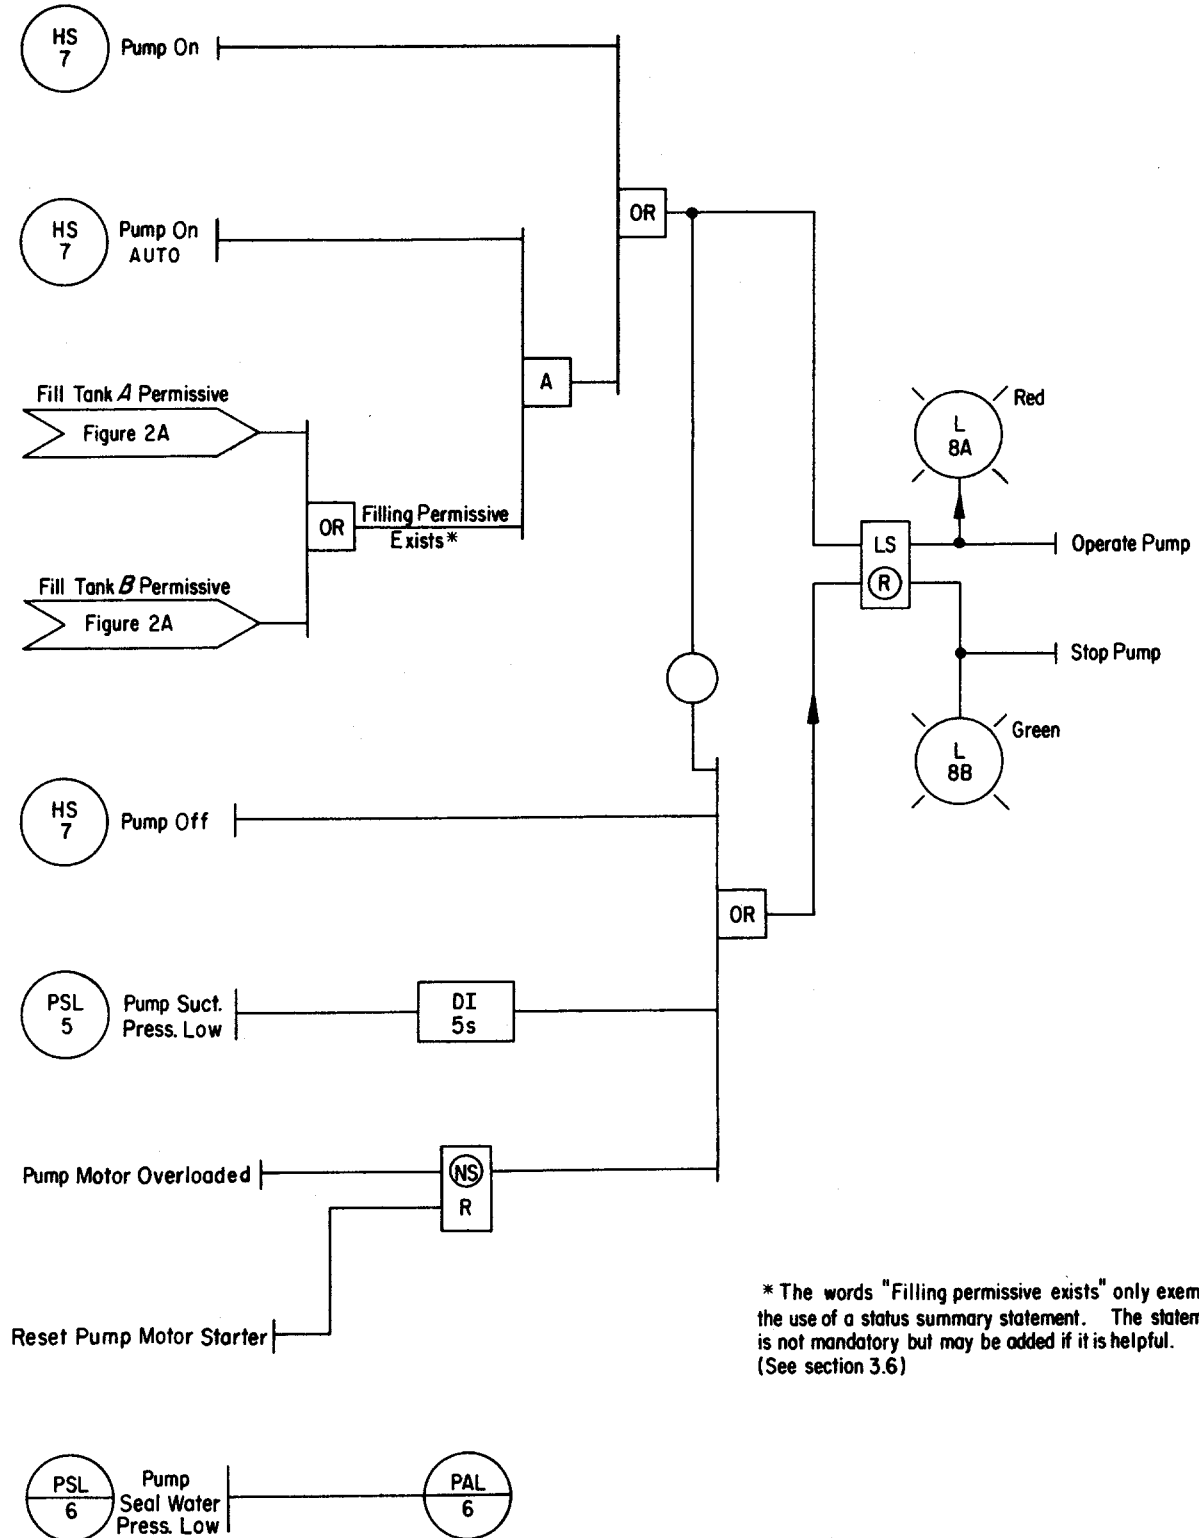 HS
7
Pump On
HS
7
Pump On
AUTO
OR
A
Fill Tank A Permissive
Figure 2A
OR
Filling Permissive
Exists*
Fill Tank B Permissive
Figure 2A
Red
L
8A
LS
R
Operate Pump
Stop Pump
Green
L
8B
HS
7
Pump Off
OR
PSL
5
Pump Suct.
Press. Low
DI
5s
Pump Motor Overloaded
NS
R
Reset Pump Motor Starter
* The words "Filling permissive exists" only exem
the use of a status summary statement. The statem
is not mandatory but may be added if it is helpful.
(See section 3.6)
PSL
6
Pump
Seal Water
Press. Low
PAL
6